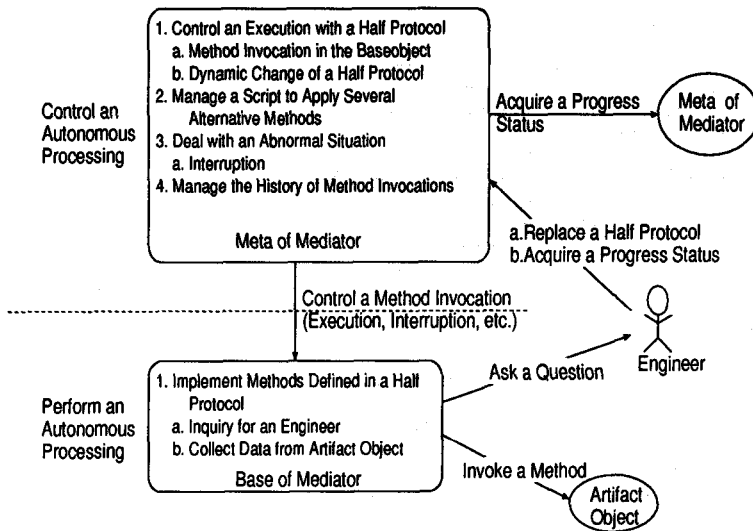 1. Control an Execution with a Half Protocol
a. Method Invocation in the Baseobject
b. Dynamic Change of a Half Protocol
2. Manage a Script to Apply Several
Alternative Methods
3. Deal with an Abnormal Situation
a. Interruption
4. Manage the History of Method Invocations
Meta of Mediator
Control an
Autonomous
Processing
Acquire a Progress
Status
Meta of
Mediator
a.Replace a Half Protocol
b.Acquire a Progress Status
Control a Method Invocation
(Execution, Interruption, etc.)
Engineer
Ask a Question
Perform an
Autonomous
Processing
1. Implement Methods Defined in a Half
Protocol
a. Inquiry for an Engineer
b. Collect Data from Artifact Object
Base of Mediator
Invoke a Method
Artifact
Object